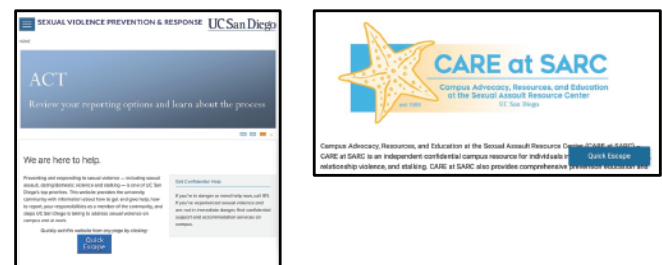 SEXUAL VIOLENCE PREVENTION & RESPONSE UC San Diego
HOME
ACT
Review your reporting options and learn about the process
We are here to help.
Preventing and responding to sexual violence — including sexual
assault, dating/domestic violence and stalking — is one of UC San
Diego's top priorities. This website provides the university
community with information about how to get and give help, how
to report, your responsibilities as a member of the community, and
steps UC San Diego is taking to address sexual violence on
campus and at work.
Quickly exit this website from any page by clicking:
Quick
Escape
Get Confidential Help
If you're in danger or need help now, call 911.
If you've experienced sexual violence and
are not in immediate danger, find confidential
support and accommodation services on
campus.
CARE at SARC
Campus Advocacy, Resources, and Education
at the Sexual Assault Resource Center
est 1988
UC San Diego
Campus Advocacy, Resources, and Education at the Sexual Assault Resource Center (CARE at SARC)
CARE at SARC is an independent confidential campus resource for individuals
relationship violence, and stalking. CARE at SARC also provides comprehensive prevention education and
Quick Escape